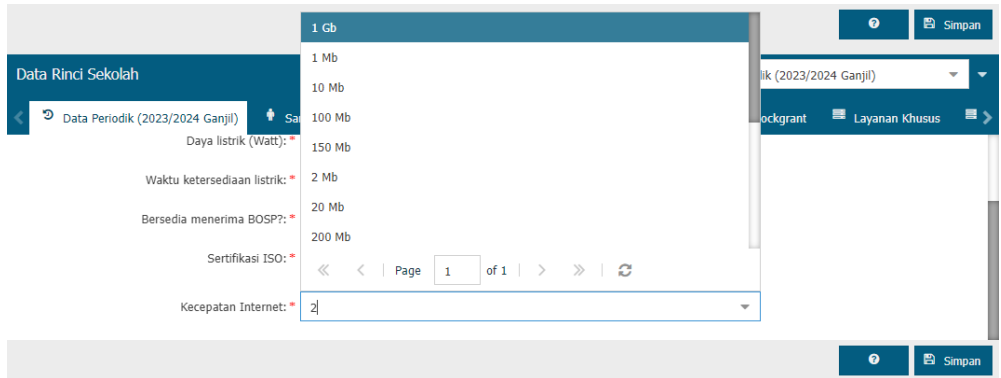 1 Gb
Simpan
1 Mb
Data Rinci Sekolah
dik (2023/2024 Ganjil)
10 Mb
Data Periodik (2023/2024 Ganjil)
Sar
100 Mb
ockgrant
Layanan Khusus
Daya listrik (Watt): *
150 Mb
Waktu ketersediaan listrik: *
2 Mb
Bersedia menerima BOSP?: *
20 Mb
200 Mb
Sertifikasi ISO: *
Page 1 of 1
Kecepatan Internet: * 2
Simpan